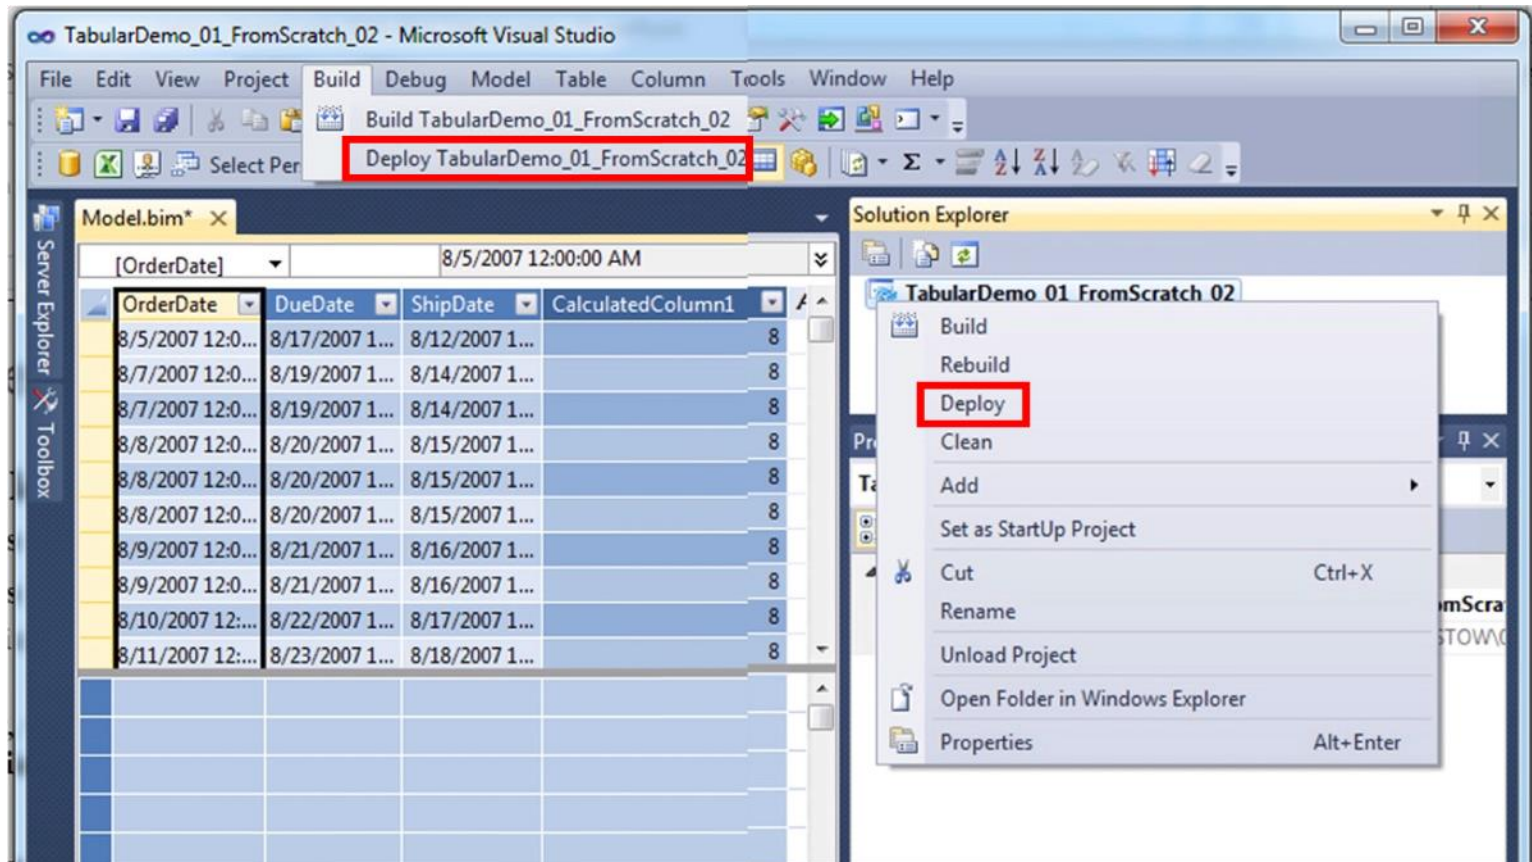 TabularDemo_01_FromScratch_02 - Microsoft Visual Studio
File Edit View Project Build Debug Model Table Column Tools Window Help
Build TabularDemo_01_FromScratch_02
Select Per Deploy TabularDemo_01_FromScratch_02
Server Explorer
Toolbox
Model.bim*
[OrderDate] 8/5/2007 12:00:00 AM
OrderDate DueDate ShipDate CalculatedColumn1
8/5/2007 12:0... 8/17/2007 1... 8/12/2007 1... 8
8/7/2007 12:0... 8/19/2007 1... 8/14/2007 1... 8
8/7/2007 12:0... 8/19/2007 1... 8/14/2007 1... 8
8/8/2007 12:0... 8/20/2007 1... 8/15/2007 1... 8
8/8/2007 12:0... 8/20/2007 1... 8/15/2007 1... 8
8/8/2007 12:0... 8/20/2007 1... 8/15/2007 1... 8
8/9/2007 12:0... 8/21/2007 1... 8/16/2007 1... 8
8/9/2007 12:0... 8/21/2007 1... 8/16/2007 1... 8
8/10/2007 12:... 8/22/2007 1... 8/17/2007 1... 8
8/11/2007 12:... 8/23/2007 1... 8/18/2007 1... 8
Solution Explorer
TabularDemo_01_FromScratch_02
Build
Rebuild
Deploy
Clean
Add
Set as StartUp Project
Cut Ctrl+X
Rename
Unload Project
Open Folder in Windows Explorer
Properties Alt+Enter
Pr
Ta
mScra
STOW\